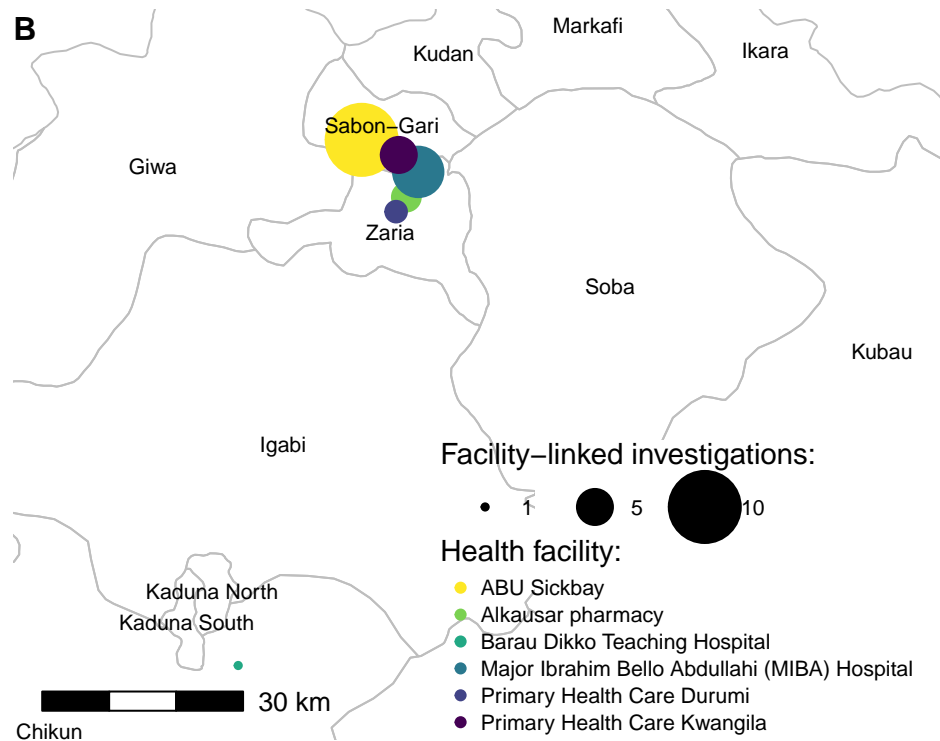 B
Markafi
Kudan
Ikara
Sabon−Gari
Giwa
Zaria
Soba
Kubau
Igabi
Facility−linked investigations:
1 5 10
Health facility:
Kaduna North
ABU Sickbay
Alkausar pharmacy
Kaduna South
Barau Dikko Teaching Hospital
Major Ibrahim Bello Abdullahi (MIBA) Hospital
Primary Health Care Durumi
30 km
Primary Health Care Kwangila
Chikun